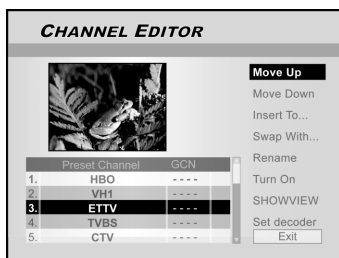 CHANNEL EDITOR
Preset Channel GCN
1. HBO - - - -
2. VH1 - - - -
3. ETTV - - - -
4. TVBS - - - -
5. CTV - - - -
Move Up
Move Down
Insert To...
Swap With...
Rename
Turn On
SHOWVIEW
Set decoder
Exit